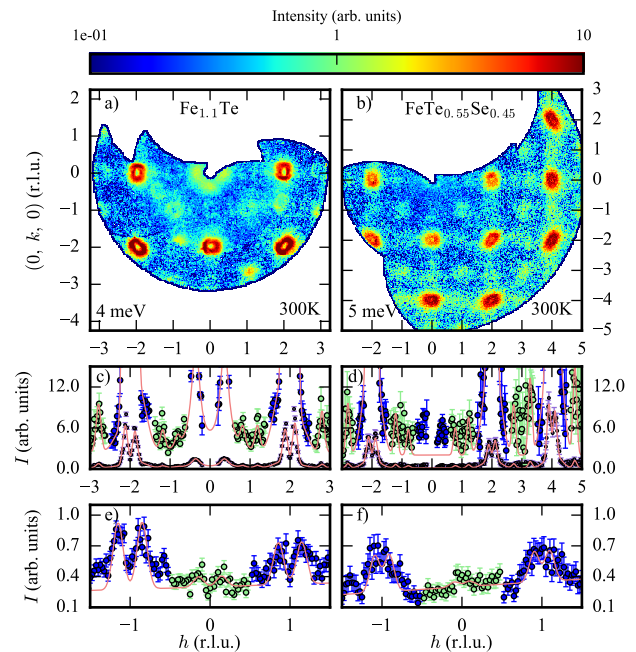 Intensity (arb. units)
1e-01 1 10
a) Fe₁.₁Te
b) FeTe₀.₅₅Se₀.₄₅
(0, k, 0) (r.l.u.)
2
1
0
−1
−2
−3
−4
3
2
1
0
−1
−2
−3
−4
−5
4 meV 300K
5 meV 300K
−3 −2 −1 0 1 2 3
−2 −1 0 1 2 3 4 5
c)
d)
I (arb. units)
12.0
6.0
0.0
12.0
6.0
0.0
−3 −2 −1 0 1 2 3
−2 −1 0 1 2 3 4 5
e)
f)
I (arb. units)
1.0
0.7
0.4
0.1
1.0
0.7
0.4
0.1
−1 0 1
−1 0 1
h (r.l.u.)
h (r.l.u.)